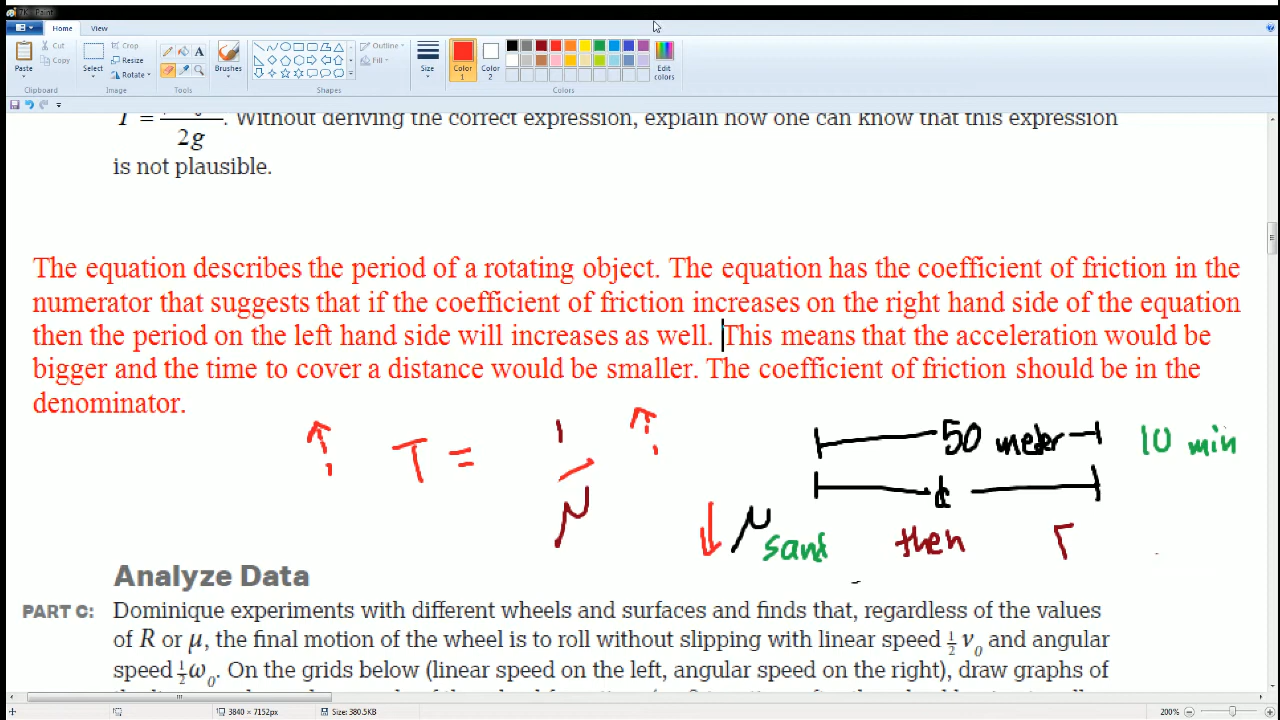 Home View
Cut
Copy
Paste
Clipboard
Crop
Resize
Rotate
Select
Image
Tools
Brushes
Shapes
Outline
Fill
Size
Color 1
Color 2
Edit colors
Colors
2g . Without deriving the correct expression, explain how one can know that this expression
is not plausible.
The equation describes the period of a rotating object. The equation has the coefficient of friction in the
numerator that suggests that if the coefficient of friction increases on the right hand side of the equation
then the period on the left hand side will increases as well. This means that the acceleration would be
bigger and the time to cover a distance would be smaller. The coefficient of friction should be in the
denominator.
T = 1/μ
50 meter 10 min
d
μ sand then
Analyze Data
PART C: Dominique experiments with different wheels and surfaces and finds that, regardless of the values
of R or μ, the final motion of the wheel is to roll without slipping with linear speed ½ v₀ and angular
speed ½ω₀. On the grids below (linear speed on the left, angular speed on the right), draw graphs of
3840 × 7152px
Size: 380.5KB
200%